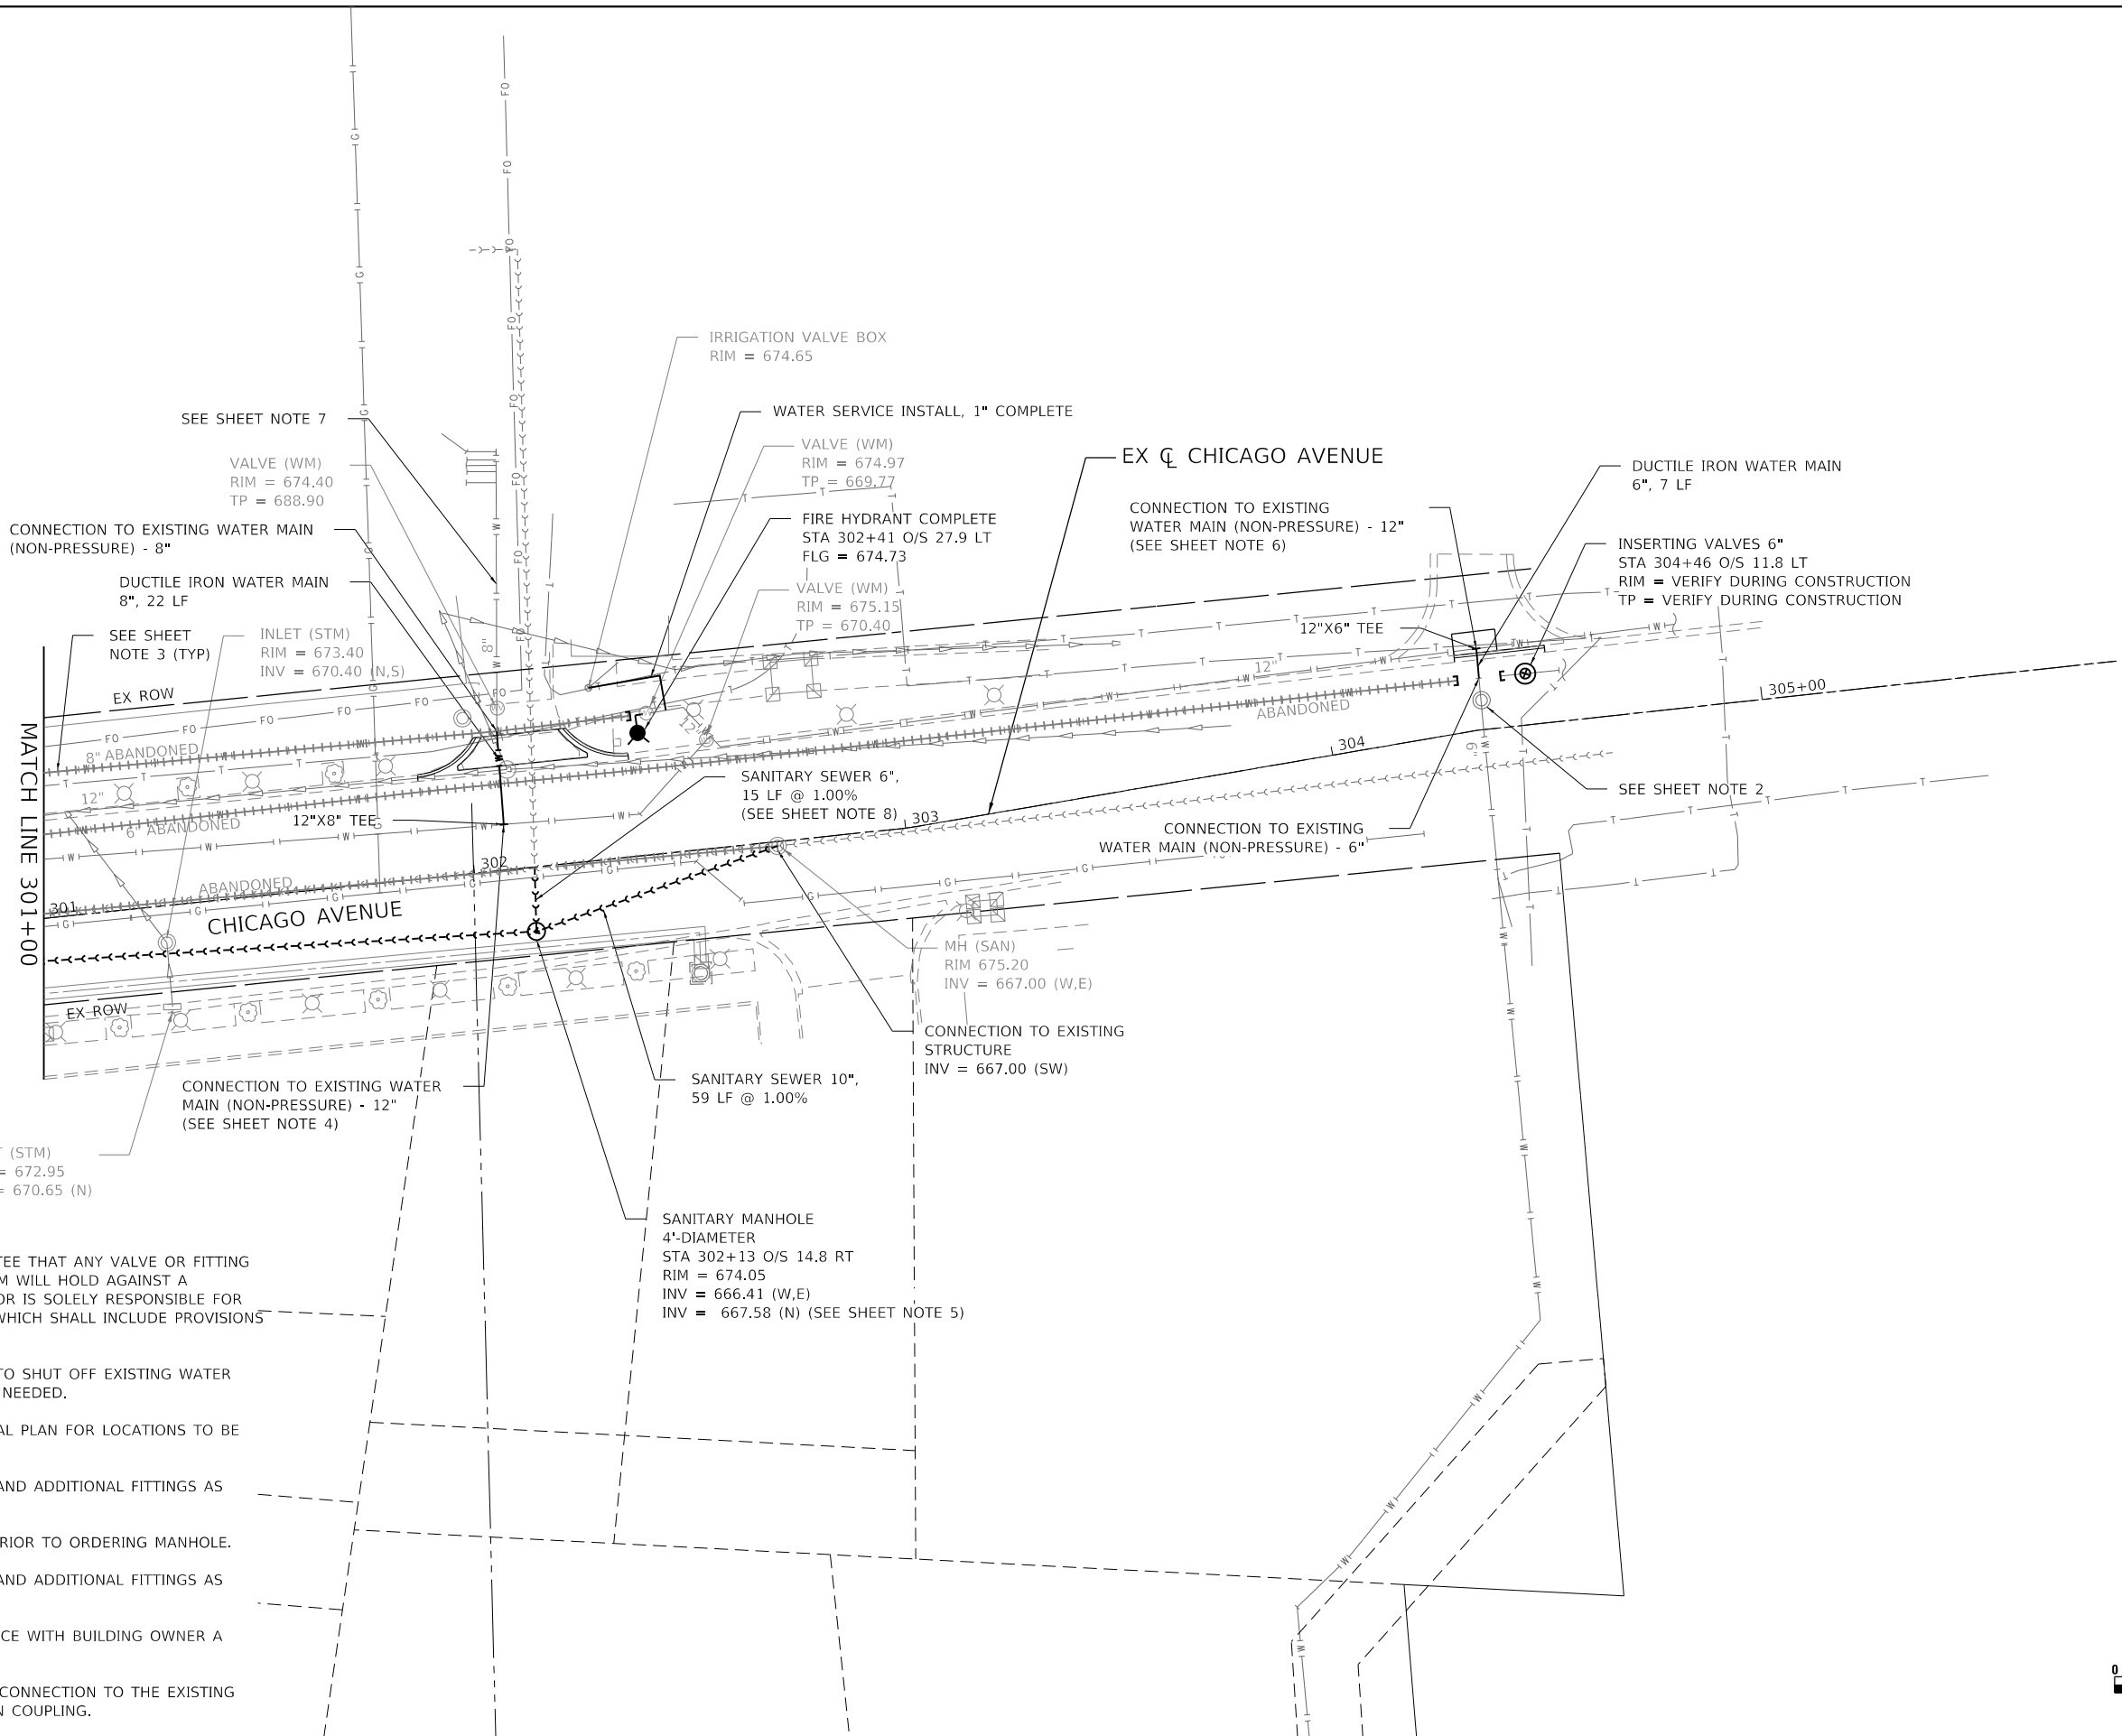 IRRIGATION VALVE BOX
RIM = 674.65
SEE SHEET NOTE 7
WATER SERVICE INSTALL, 1" COMPLETE
VALVE (WM)
RIM = 674.40
TP = 688.90
VALVE (WM)
RIM = 674.97
TP = 669.77
EX ℄ CHICAGO AVENUE
DUCTILE IRON WATER MAIN
6", 7 LF
CONNECTION TO EXISTING WATER MAIN
(NON-PRESSURE) - 8"
FIRE HYDRANT COMPLETE
STA 302+41 O/S 27.9 LT
FLG = 674.73
CONNECTION TO EXISTING
WATER MAIN (NON-PRESSURE) - 12"
(SEE SHEET NOTE 6)
INSERTING VALVES 6"
STA 304+46 O/S 11.8 LT
RIM = VERIFY DURING CONSTRUCTION
TP = VERIFY DURING CONSTRUCTION
DUCTILE IRON WATER MAIN
8", 22 LF
VALVE (WM)
RIM = 675.15
TP = 670.40
SEE SHEET
NOTE 3 (TYP)
INLET (STM)
RIM = 673.40
INV = 670.40 (N,S)
8"
12"X6" TEE
12"
EX ROW
305+00
MATCH LINE 301+00
8" ABANDONED
12"
ABANDONED
304
6"
12"
6" ABANDONED
12"X8" TEE
SANITARY SEWER 6",
15 LF @ 1.00%
(SEE SHEET NOTE 8)
SEE SHEET NOTE 2
303
CONNECTION TO EXISTING
WATER MAIN (NON-PRESSURE) - 6"
302
ABANDONED
301
CHICAGO AVENUE
MH (SAN)
RIM 675.20
INV = 667.00 (W,E)
EX ROW
CONNECTION TO EXISTING
STRUCTURE
INV = 667.00 (SW)
CONNECTION TO EXISTING WATER
MAIN (NON-PRESSURE) - 12"
(SEE SHEET NOTE 4)
SANITARY SEWER 10",
59 LF @ 1.00%
T (STM)
= 672.95
= 670.65 (N)
SANITARY MANHOLE
4'-DIAMETER
STA 302+13 O/S 14.8 RT
RIM = 674.05
INV = 666.41 (W,E)
INV = 667.58 (N) (SEE SHEET NOTE 5)
TEE THAT ANY VALVE OR FITTING
M WILL HOLD AGAINST A
OR IS SOLELY RESPONSIBLE FOR
WHICH SHALL INCLUDE PROVISIONS
TO SHUT OFF EXISTING WATER
NEEDED.
AL PLAN FOR LOCATIONS TO BE
AND ADDITIONAL FITTINGS AS
RIOR TO ORDERING MANHOLE.
AND ADDITIONAL FITTINGS AS
CE WITH BUILDING OWNER A
CONNECTION TO THE EXISTING
N COUPLING.
0